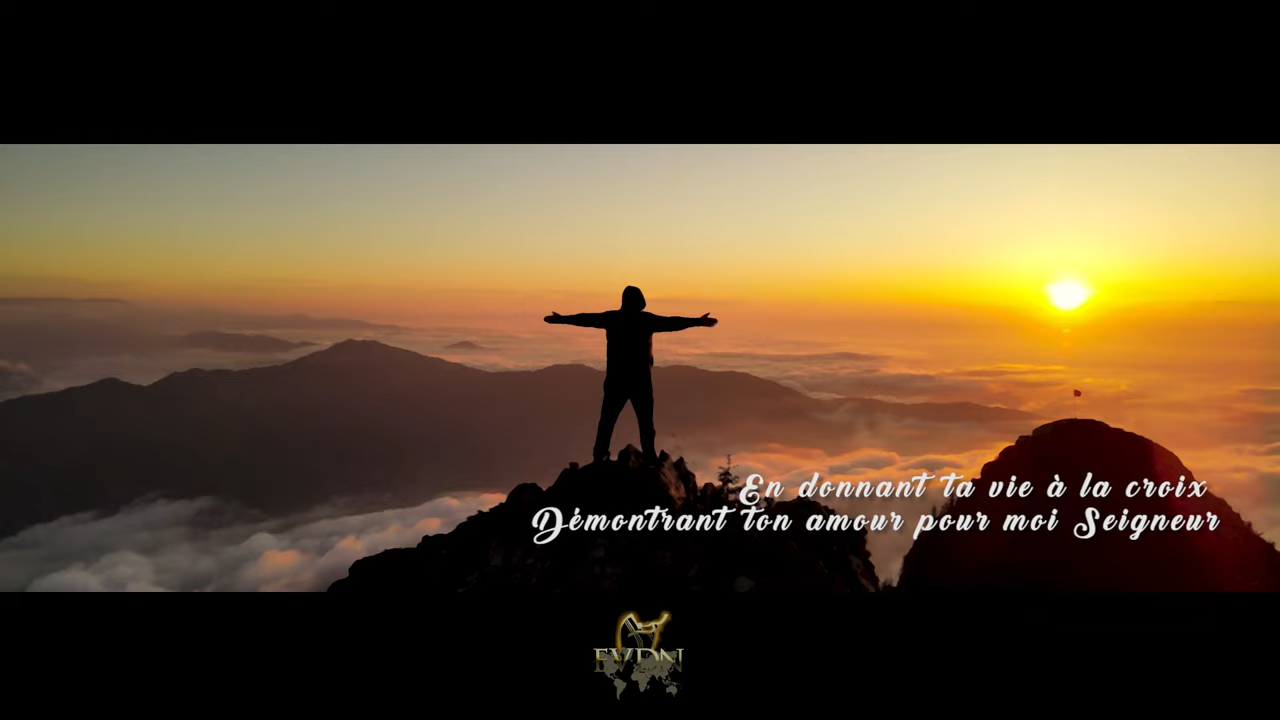 En donnant ta vie à la croix
Démontrant ton amour pour moi Seigneur
EVDN